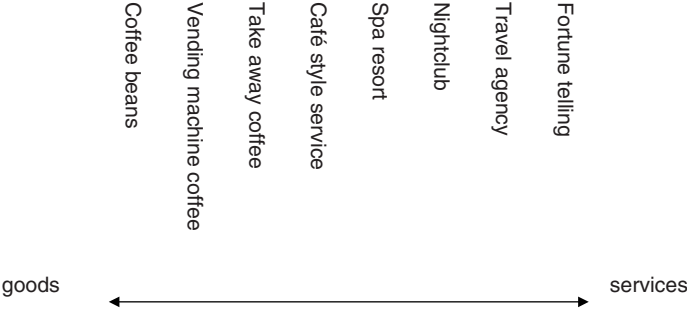 Coffee beans
Vending machine coffee
Take away coffee
Café style service
Spa resort
Nightclub
Travel agency
Fortune telling
goods
services